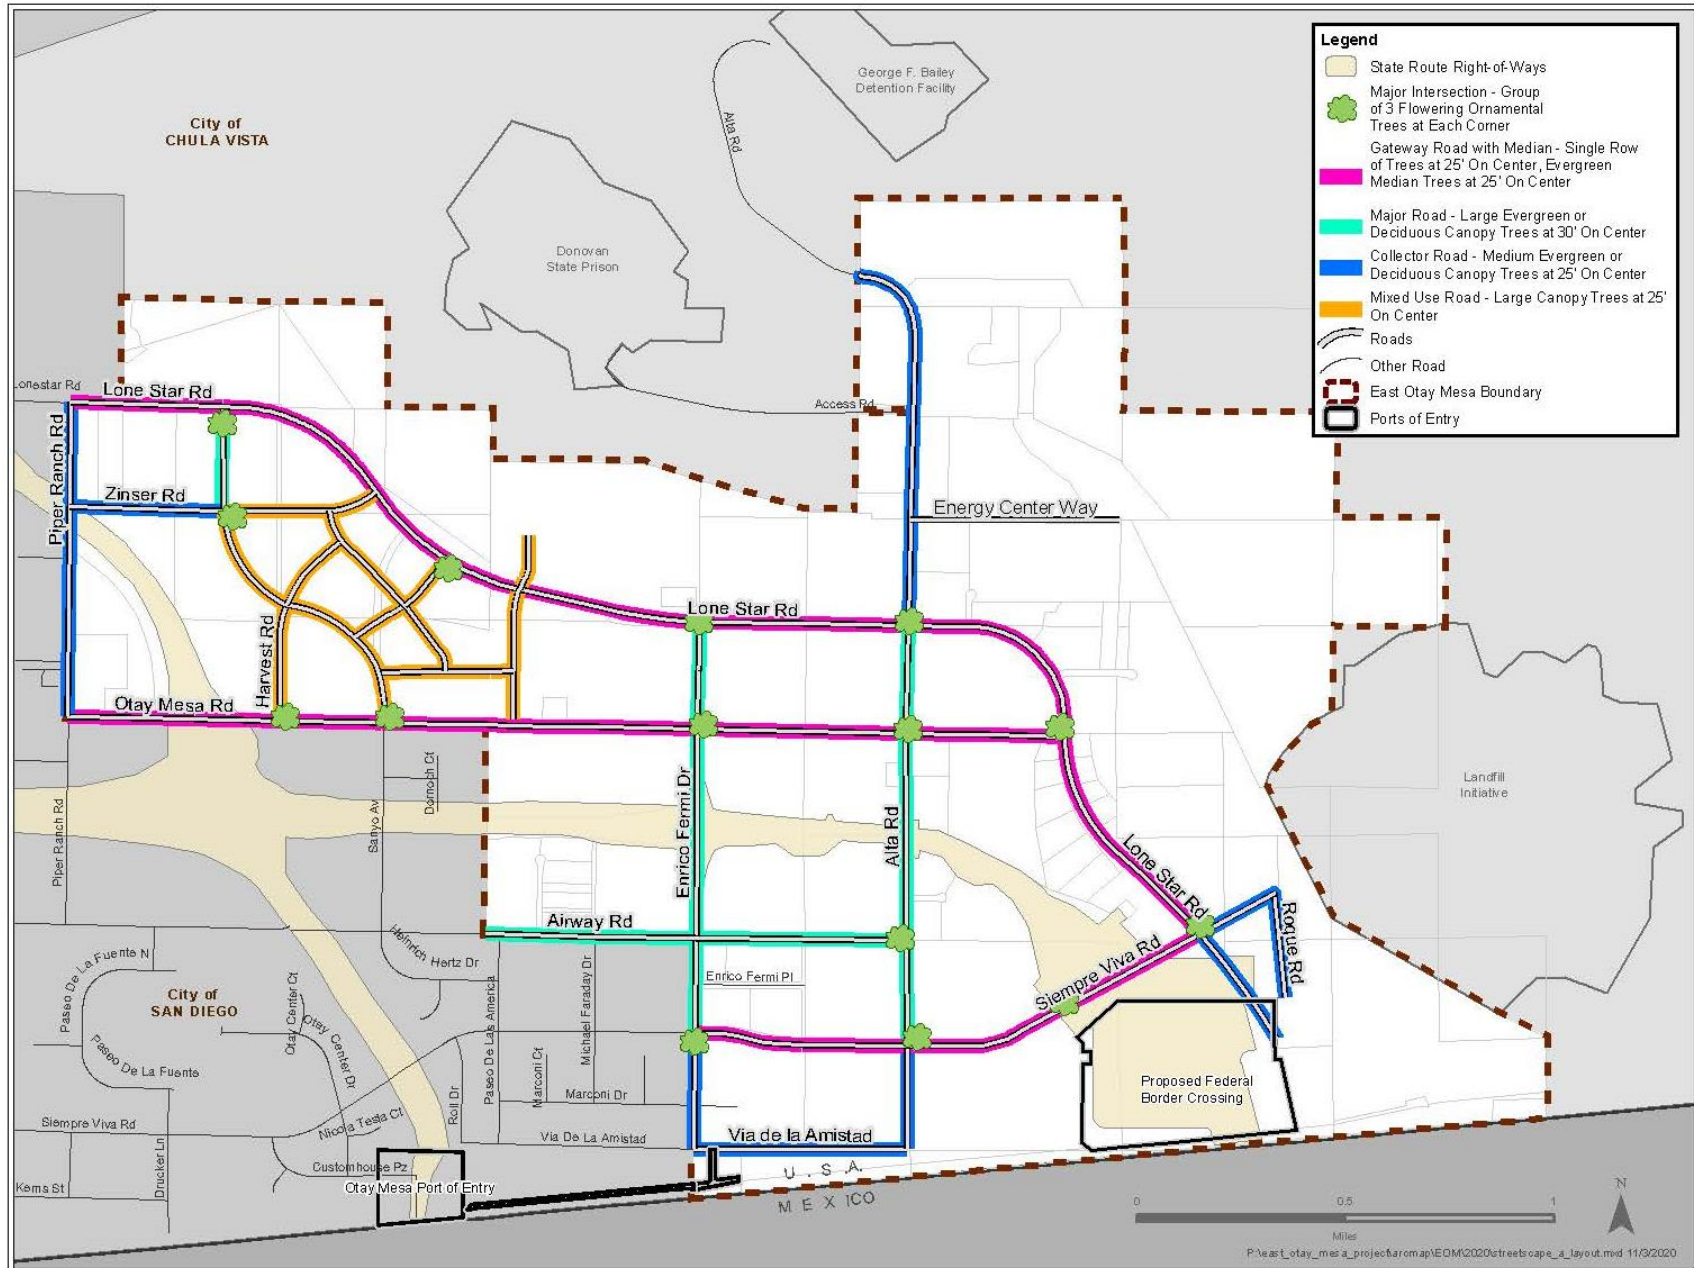 Legend
State Route Right-of-Ways
Major Intersection - Group
of 3 Flowering Ornamental
Trees at Each Corner
Gateway Road with Median - Single Row
of Trees at 25' On Center, Evergreen
Median Trees at 25' On Center
Major Road - Large Evergreen or
Deciduous Canopy Trees at 30' On Center
Collector Road - Medium Evergreen or
Deciduous Canopy Trees at 25' On Center
Mixed Use Road - Large Canopy Trees at 25'
On Center
Roads
Other Road
East Otay Mesa Boundary
Ports of Entry
George F. Bailey
Detention Facility
Alta Rd
City of
CHULA VISTA
Donovan
State Prison
Lonestar Rd
Lone Star Rd
Access Rd
Piper Ranch Rd
Zinser Rd
Energy Center Way
Lone Star Rd
Harvest Rd
Otay Mesa Rd
Landfill
Initiative
Dornoch Ct
Sanyo Av
Piper Ranch Rd
Enrico Fermi Dr
Alta Rd
Lone Star Rd
Airway Rd
Roque Rd
Heinrich Hertz Dr
Siempre Viva Rd
Enrico Fermi Pl
Paseo De La Fuente N
City of
SAN DIEGO
Otay Center Ct
Otay Center Dr
Paseo De Las Americas
Michael Faraday Dr
Paseo De La Fuente
Marconi Ct
Marconi Dr
Roll Dr
Proposed Federal
Border Crossing
Siempre Viva Rd
Nicola Tesla Ct
Via De La Amistad
Via de la Amistad
Drucker Ln
Customhouse Pz
Kerns St
Otay Mesa Port of Entry
U. S. A.
MEXICO
0 0.5 1
Miles
N
P:\east_otay_mesa_project\arcmap\EOM\2020\streetscape_a_layout.mxd 11/3/2020